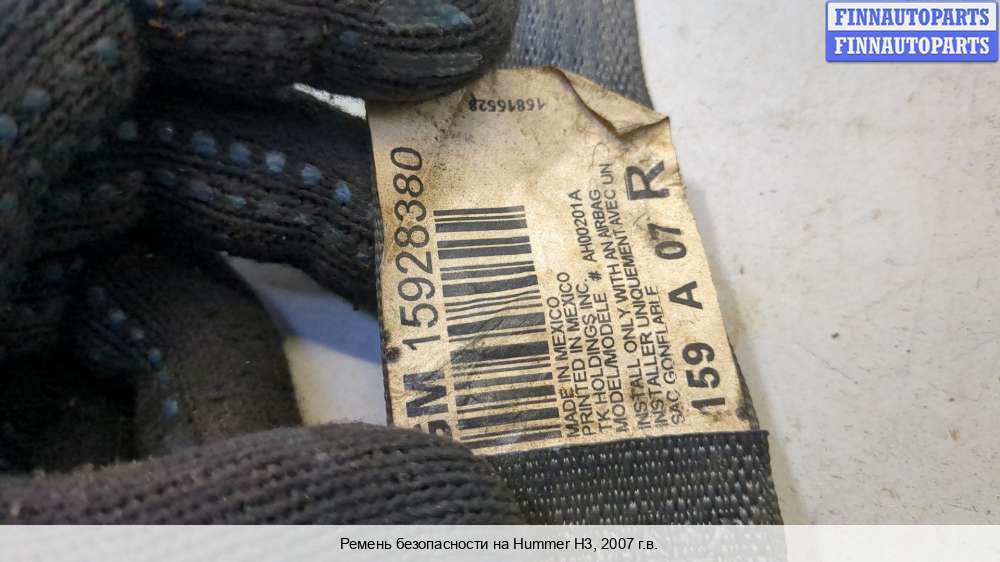 FINNAUTOPARTS
FINNAUTOPARTS
15816528
GM 15928380
MADE IN MEXICO
PRINTED IN MEXICO
TK HOLDINGS INC.
MODEL/MODELE # AH00201A
INSTALL ONLY WITH AN AIRBAG
INSTALLER UNIQUEMENT AVEC UN
SAC GONFLABLE
159 A 07 R
Ремень безопасности на Hummer H3, 2007 г.в.